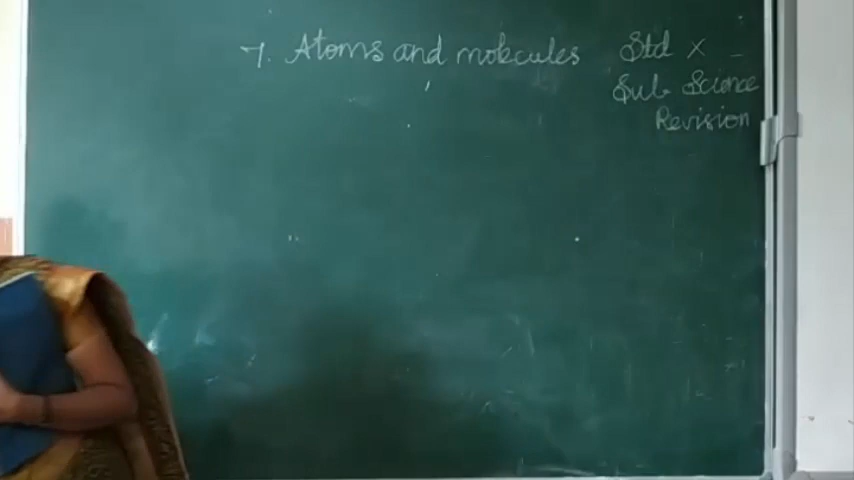 7. Atoms and molecules
Std X
Sub Science
Revision